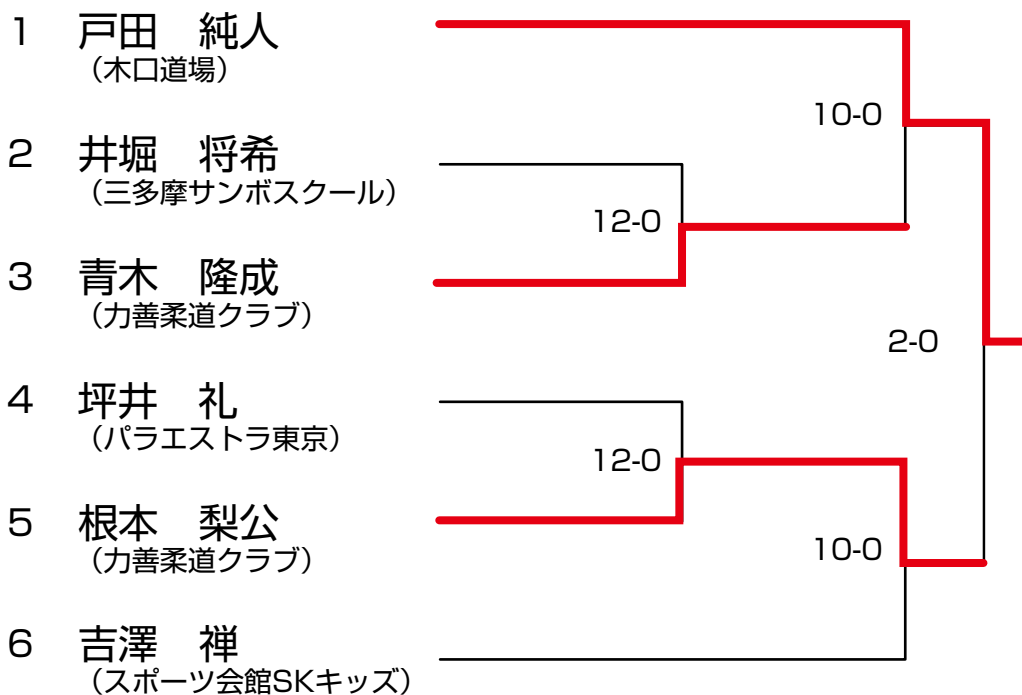 1 戸田 純人
（木口道場）
10-0
2 井堀 将希
（三多摩サンボスクール）
12-0
3 青木 隆成
（力善柔道クラブ）
2-0
4 坪井 礼
（パラエストラ東京）
12-0
5 根本 梨公
（力善柔道クラブ）
10-0
6 吉澤 禅
（スポーツ会館SKキッズ）